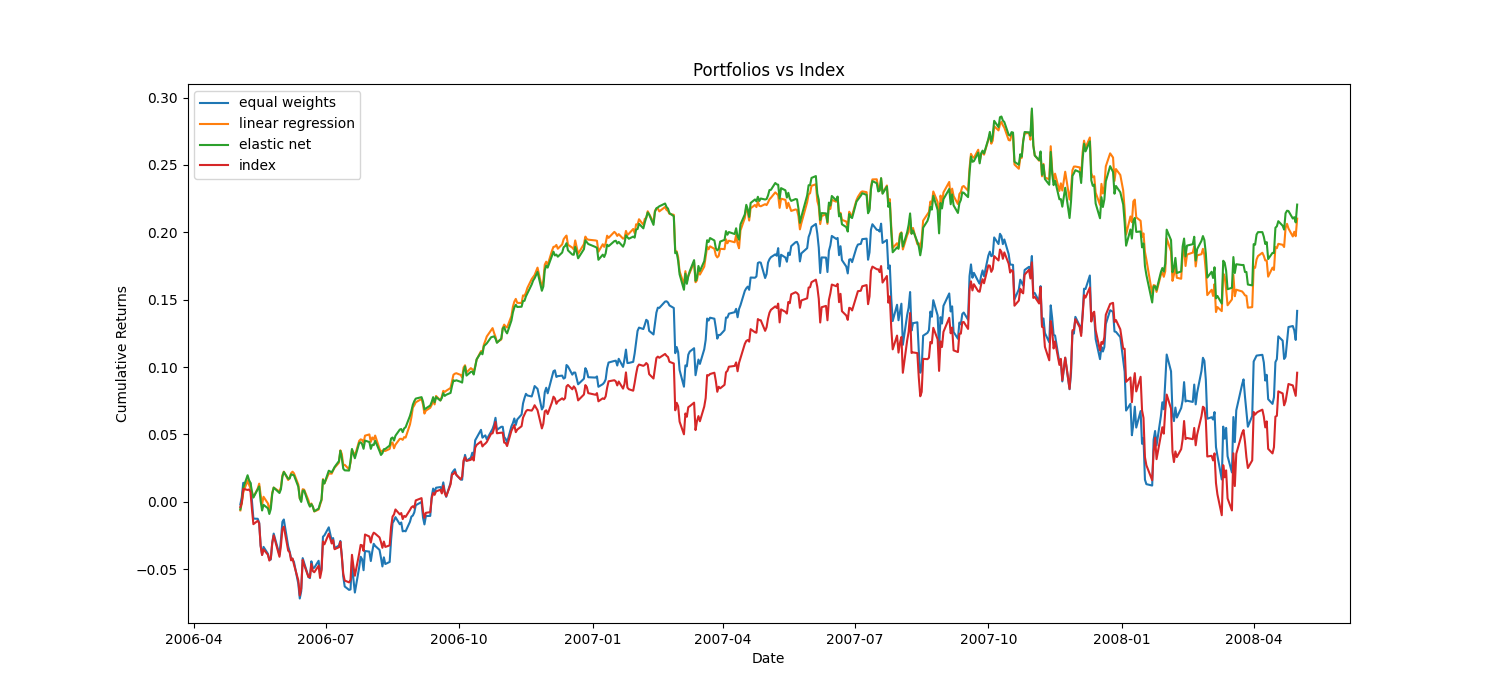 Portfolios vs Index
equal weights
linear regression
elastic net
index
Cumulative Returns
0.30
0.25
0.20
0.15
0.10
0.05
0.00
−0.05
2006-04 2006-07 2006-10 2007-01 2007-04 2007-07 2007-10 2008-01 2008-04
Date